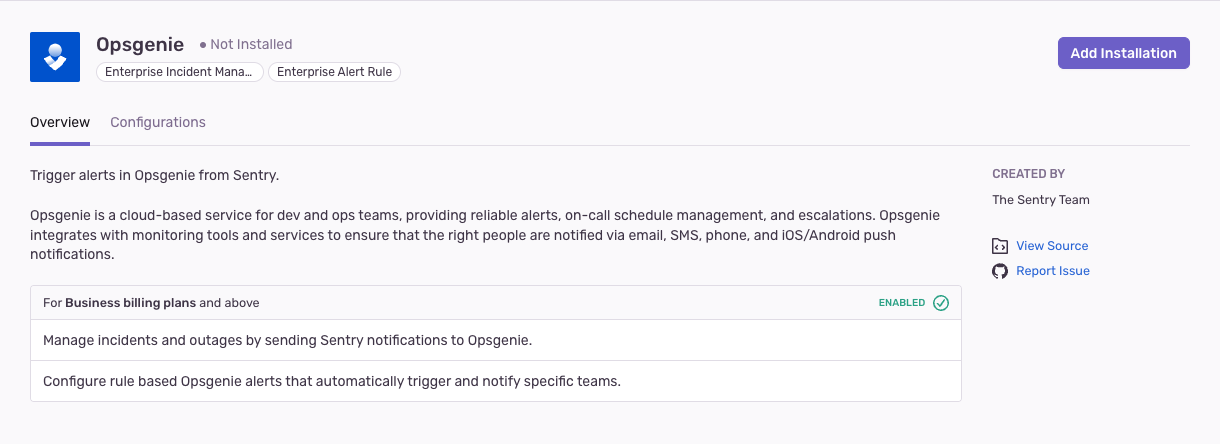 Opsgenie
Not Installed
Add Installation
Enterprise Incident Mana…
Enterprise Alert Rule
Overview
Configurations
Trigger alerts in Opsgenie from Sentry.
Opsgenie is a cloud-based service for dev and ops teams, providing reliable alerts, on-call schedule management, and escalations. Opsgenie
integrates with monitoring tools and services to ensure that the right people are notified via email, SMS, phone, and iOS/Android push
notifications.
For Business billing plans and above
ENABLED
Manage incidents and outages by sending Sentry notifications to Opsgenie.
Configure rule based Opsgenie alerts that automatically trigger and notify specific teams.
CREATED BY
The Sentry Team
View Source
Report Issue